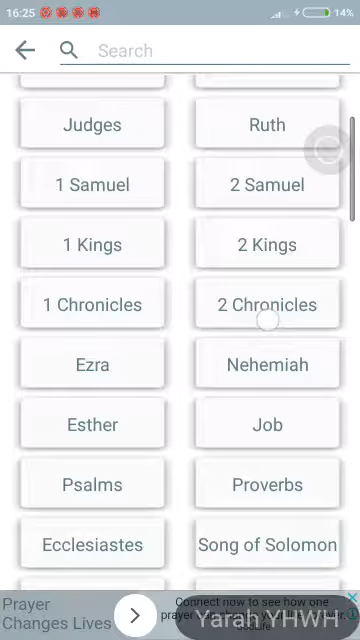 16:25 14%
Search
Judges Ruth
1 Samuel 2 Samuel
1 Kings 2 Kings
1 Chronicles 2 Chronicles
Ezra Nehemiah
Esther Job
Psalms Proverbs
Ecclesiastes Song of Solomon
Prayer
Changes Lives
Connect now to see how one
Yarah YHWH